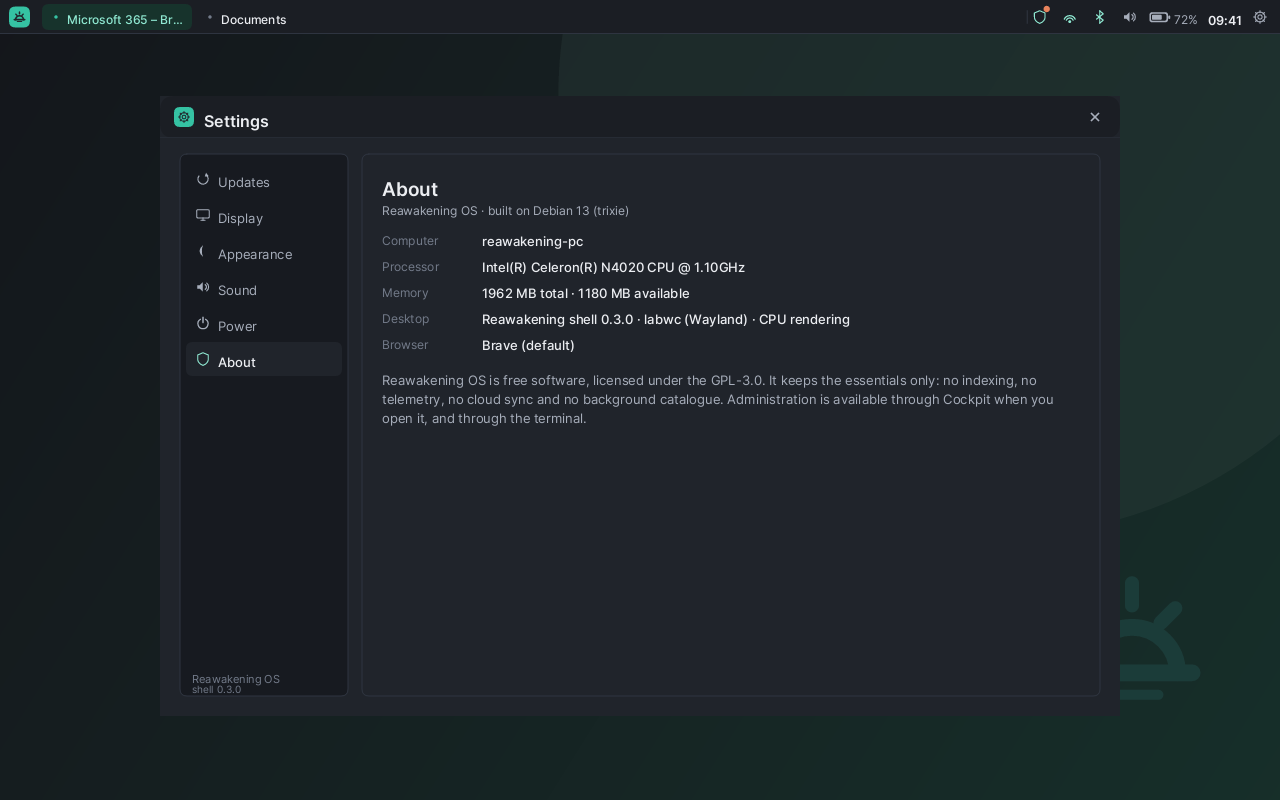 Microsoft 365 – Br...
Documents
72%
09:41
Settings
Updates
Display
Appearance
Sound
Power
About
Reawakening OS
shell 0.3.0
About
Reawakening OS · built on Debian 13 (trixie)
Computer reawakening-pc
Processor Intel(R) Celeron(R) N4020 CPU @ 1.10GHz
Memory 1962 MB total · 1180 MB available
Desktop Reawakening shell 0.3.0 · labwc (Wayland) · CPU rendering
Browser Brave (default)
Reawakening OS is free software, licensed under the GPL-3.0. It keeps the essentials only: no indexing, no
telemetry, no cloud sync and no background catalogue. Administration is available through Cockpit when you
open it, and through the terminal.